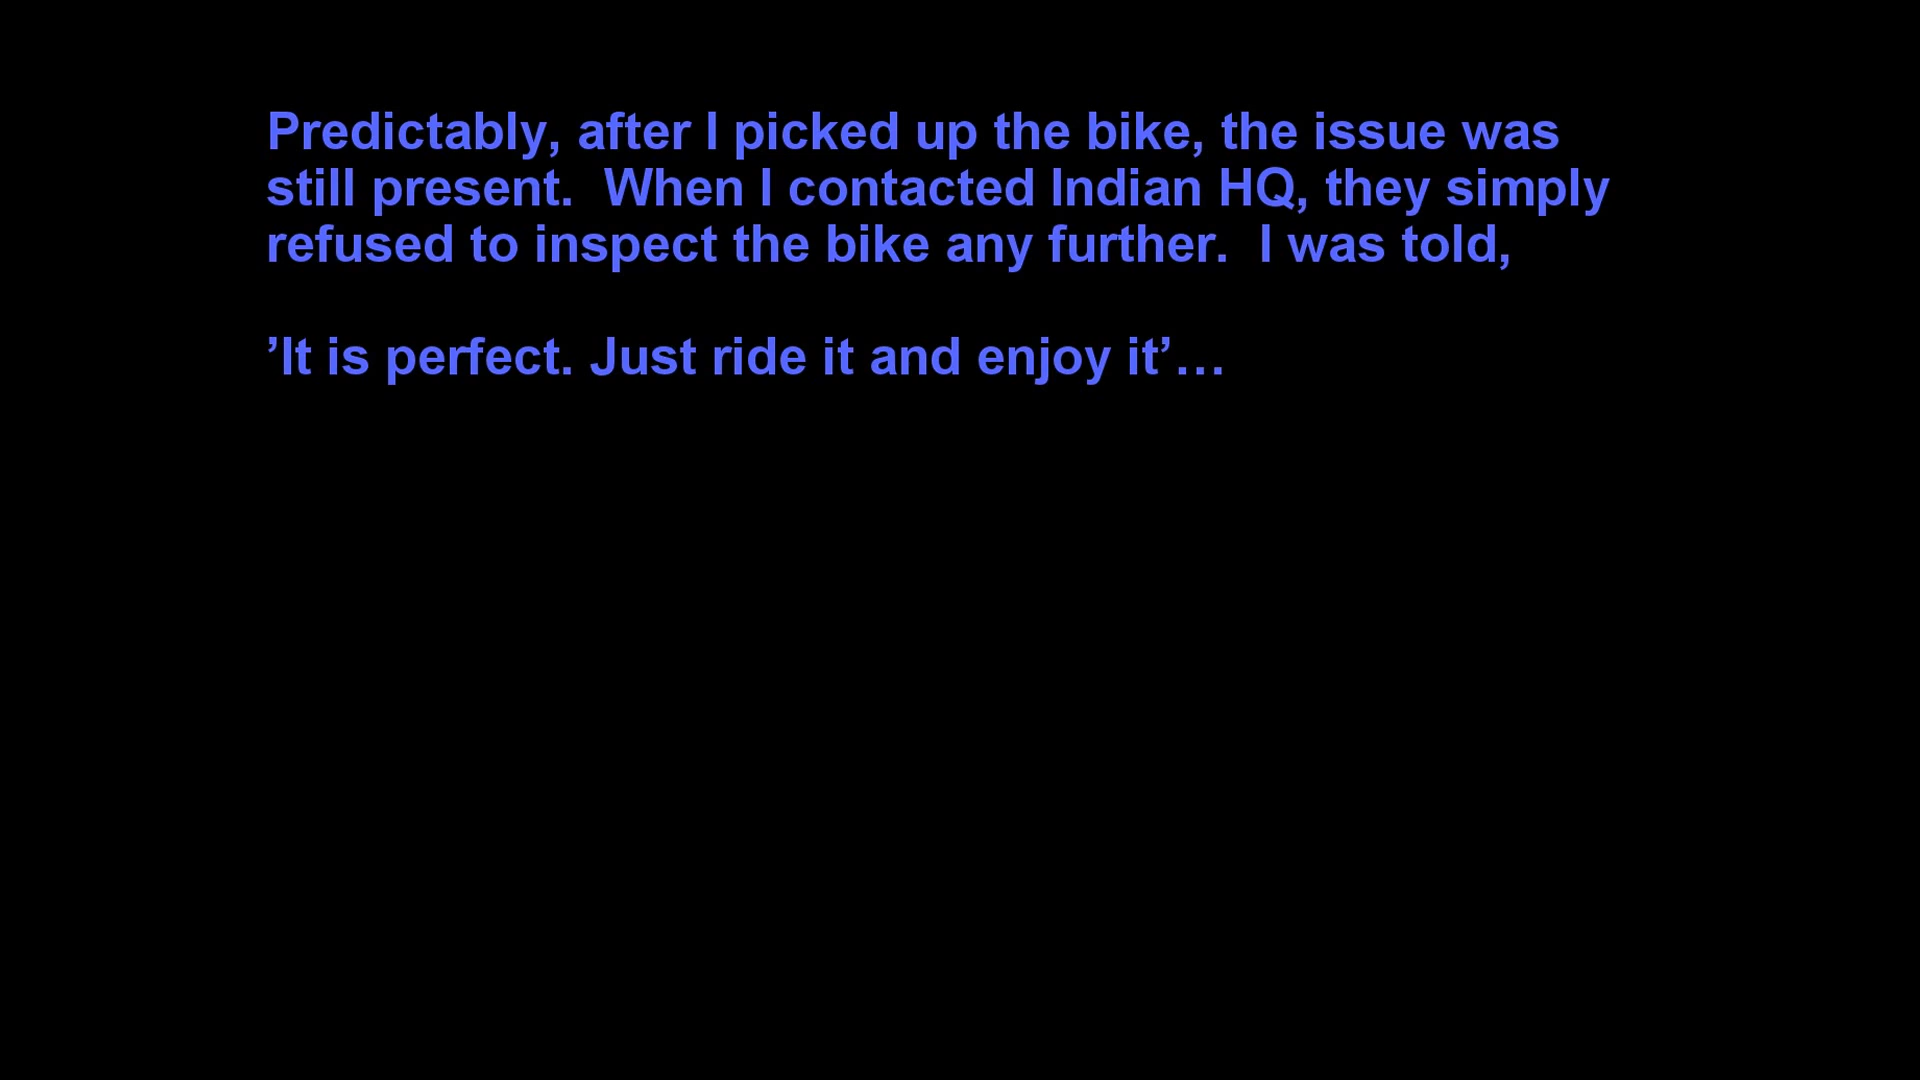 Predictably, after I picked up the bike, the issue was
still present.  When I contacted Indian HQ, they simply
refused to inspect the bike any further.  I was told,
’It is perfect. Just ride it and enjoy it’…